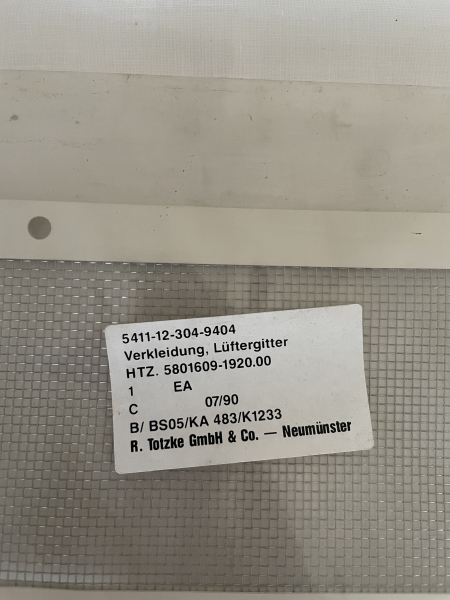 5411-12-304-9404
Verkleidung, Lüftergitter
HTZ. 5801609-1920.00
1 EA
C 07/90
B/ BS05/KA 483/K1233
R. Totzke GmbH & Co. — Neumünster